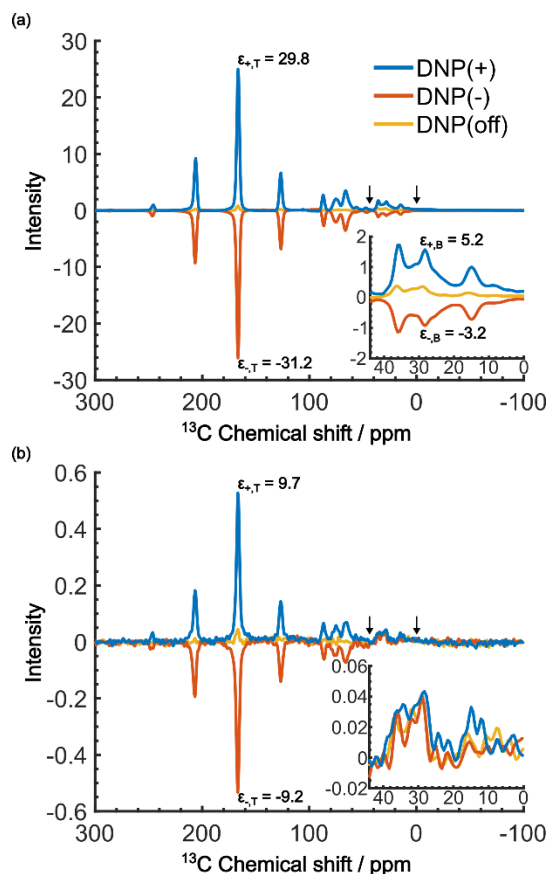 (a)
30
20
10
0
-10
-20
-30
Intensity
ε+,T = 29.8
ε-,T = -31.2
DNP(+)
DNP(-)
DNP(off)
2
1
0
-1
-2
ε+,B = 5.2
ε-,B = -3.2
40 30 20 10 0
300 200 100 0 -100
13C Chemical shift / ppm
(b)
0.6
0.4
0.2
0
-0.2
-0.4
-0.6
Intensity
ε+,T = 9.7
ε-,T = -9.2
0.06
0.04
0.02
0
-0.02
40 30 20 10 0
300 200 100 0 -100
13C Chemical shift / ppm